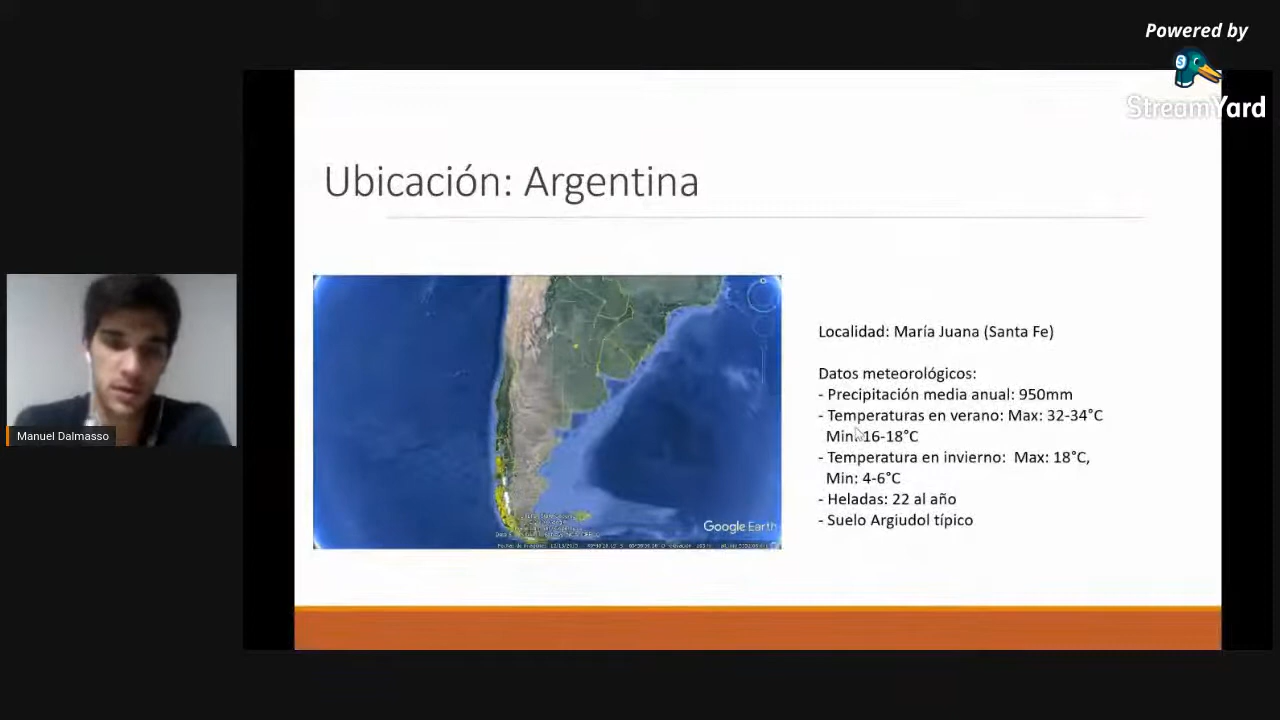 Powered by
StreamYard
Ubicación: Argentina
Localidad: María Juana (Santa Fe)
Datos meteorológicos:
- Precipitación media anual: 950mm
- Temperaturas en verano: Max: 32-34°C
Min: 16-18°C
- Temperatura en invierno: Max: 18°C,
Min: 4-6°C
- Heladas: 22 al año
- Suelo Argiudol típico
Google Earth
Manuel Dalmasso